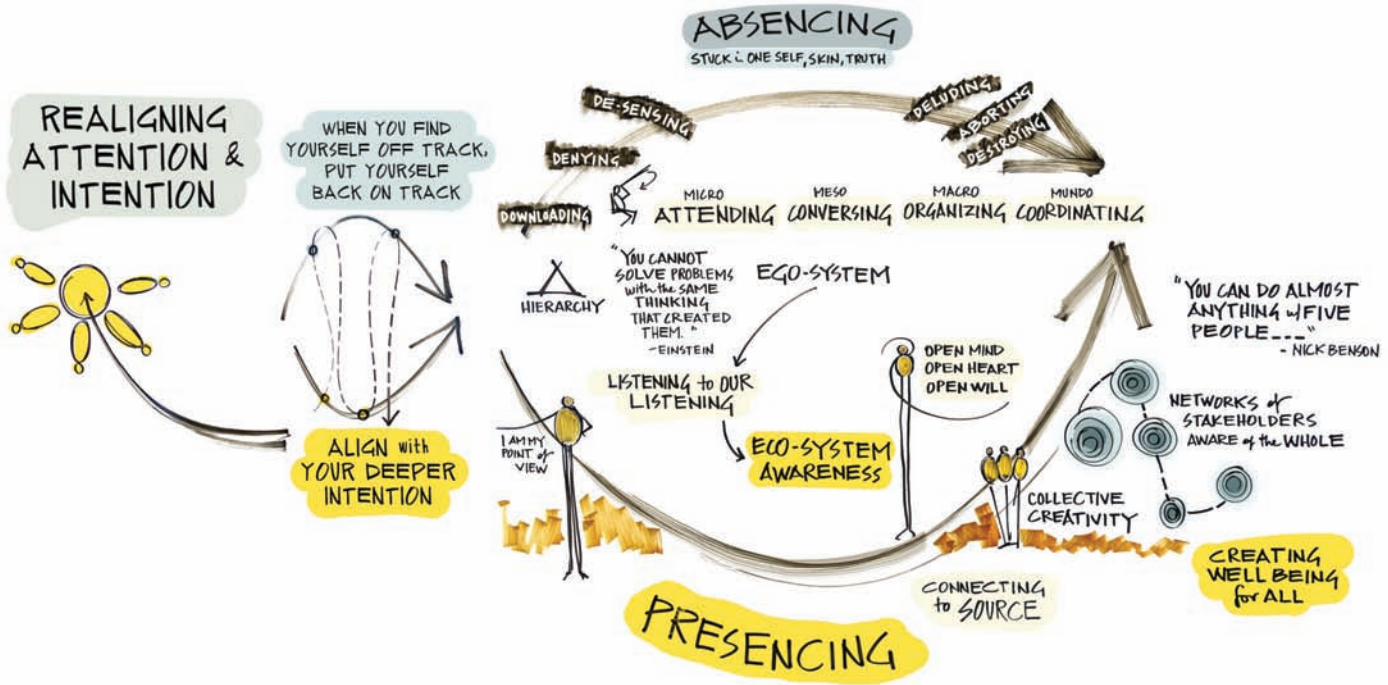 ABSENCING
STUCK in ONE SELF, SKIN, TRUTH
REALIGNING
ATTENTION &
INTENTION
WHEN YOU FIND
YOURSELF OFF TRACK,
PUT YOURSELF
BACK ON TRACK
ALIGN with
YOUR DEEPER
INTENTION
DOWNLOADING
DENYING
DE-SENSING
DELUDING
ABORTING
DESTROYING
MICRO
ATTENDING
MESO
CONVERSING
MACRO
ORGANIZING
MUNDO
COORDINATING
HIERARCHY
"YOU CANNOT
SOLVE PROBLEMS
with the SAME
THINKING
THAT CREATED
THEM."
-EINSTEIN
EGO-SYSTEM
LISTENING to OUR
LISTENING
ECO-SYSTEM
AWARENESS
I AM MY
POINT of
VIEW
OPEN MIND
OPEN HEART
OPEN WILL
"YOU CAN DO ALMOST
ANYTHING w/ FIVE
PEOPLE...."
- NICK BENSON
NETWORKS of
STAKEHOLDERS
AWARE of the WHOLE
COLLECTIVE
CREATIVITY
CONNECTING
to SOURCE
CREATING
WELL BEING
for ALL
PRESENCING